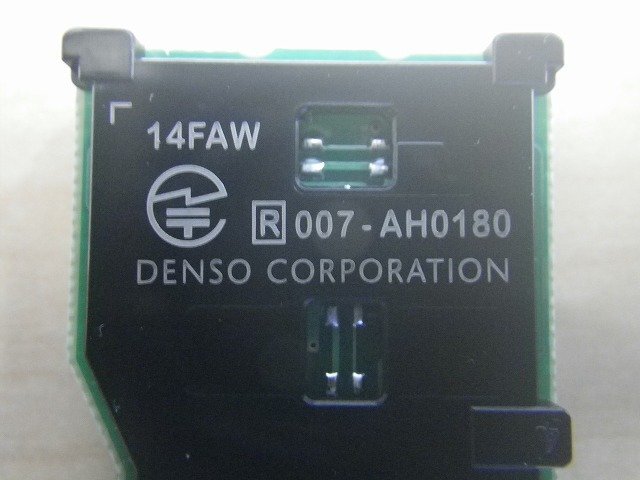 14FAW
R 007-AH0180
DENSO CORPORATION